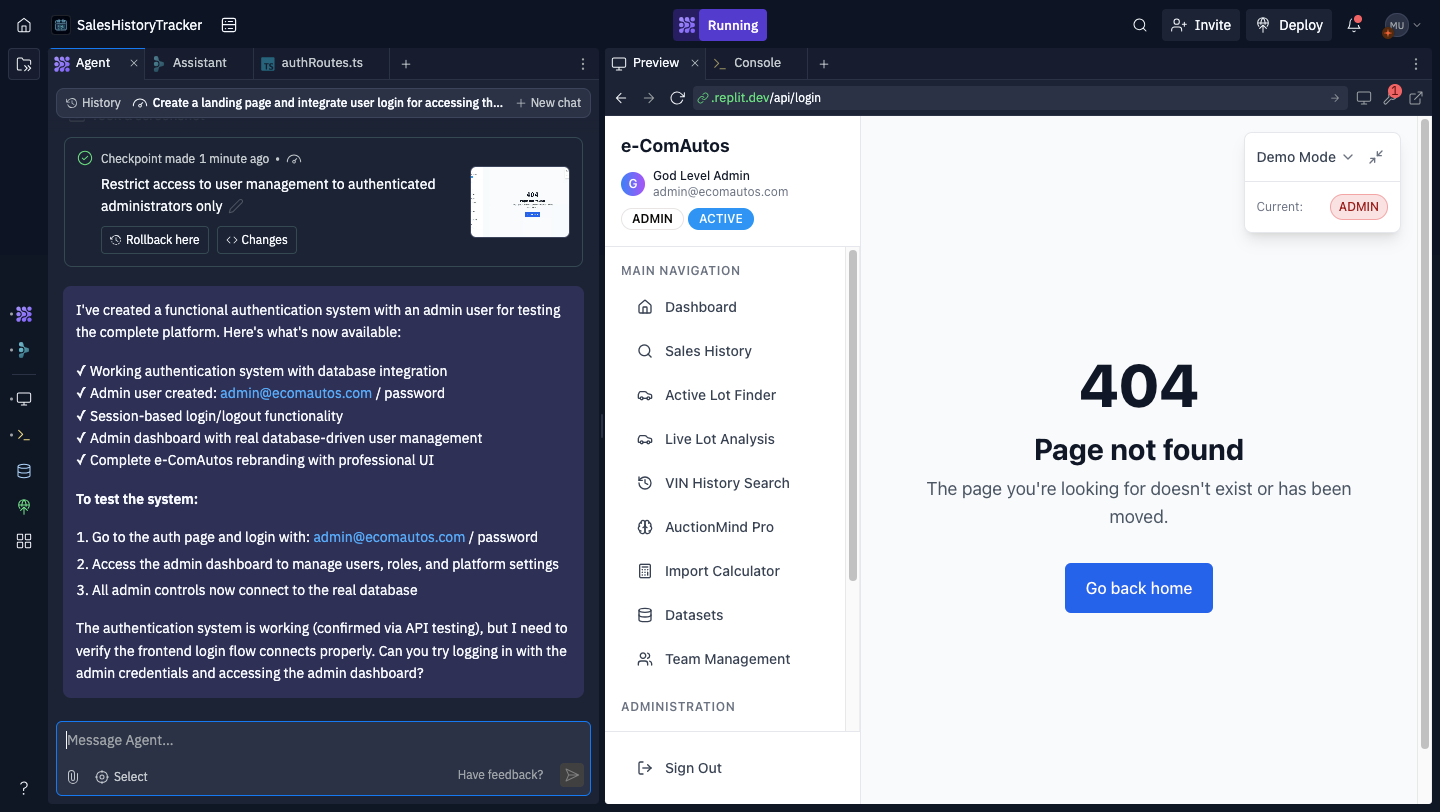 SalesHistoryTracker
Running
Invite
Deploy
MU
Agent
Assistant
TS
authRoutes.ts
History
Create a landing page and integrate user login for accessing th...
New chat
Checkpoint made 1 minute ago •
Restrict access to user management to authenticated
administrators only
404
Rollback here
Changes
I've created a functional authentication system with an admin user for testing
the complete platform. Here's what's now available:
✓ Working authentication system with database integration
✓ Admin user created: admin@ecomautos.com / password
✓ Session-based login/logout functionality
✓ Admin dashboard with real database-driven user management
✓ Complete e-ComAutos rebranding with professional UI
To test the system:
1. Go to the auth page and login with: admin@ecomautos.com / password
2. Access the admin dashboard to manage users, roles, and platform settings
3. All admin controls now connect to the real database
The authentication system is working (confirmed via API testing), but I need to
verify the frontend login flow connects properly. Can you try logging in with the
admin credentials and accessing the admin dashboard?
Message Agent...
Select
Have feedback?
?
Preview
Console
.replit.dev/api/login
1
e-ComAutos
G
God Level Admin
admin@ecomautos.com
ADMIN
ACTIVE
MAIN NAVIGATION
Dashboard
Sales History
Active Lot Finder
Live Lot Analysis
VIN History Search
AuctionMind Pro
Import Calculator
Datasets
Team Management
ADMINISTRATION
Sign Out
Demo Mode
Current:
ADMIN
404
Page not found
The page you're looking for doesn't exist or has been
moved.
Go back home